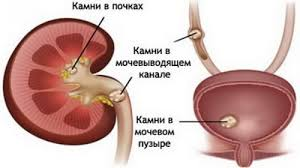 Камни в почках
Камни в
мочевыводящем
канале
Камни в
мочевом
пузыре